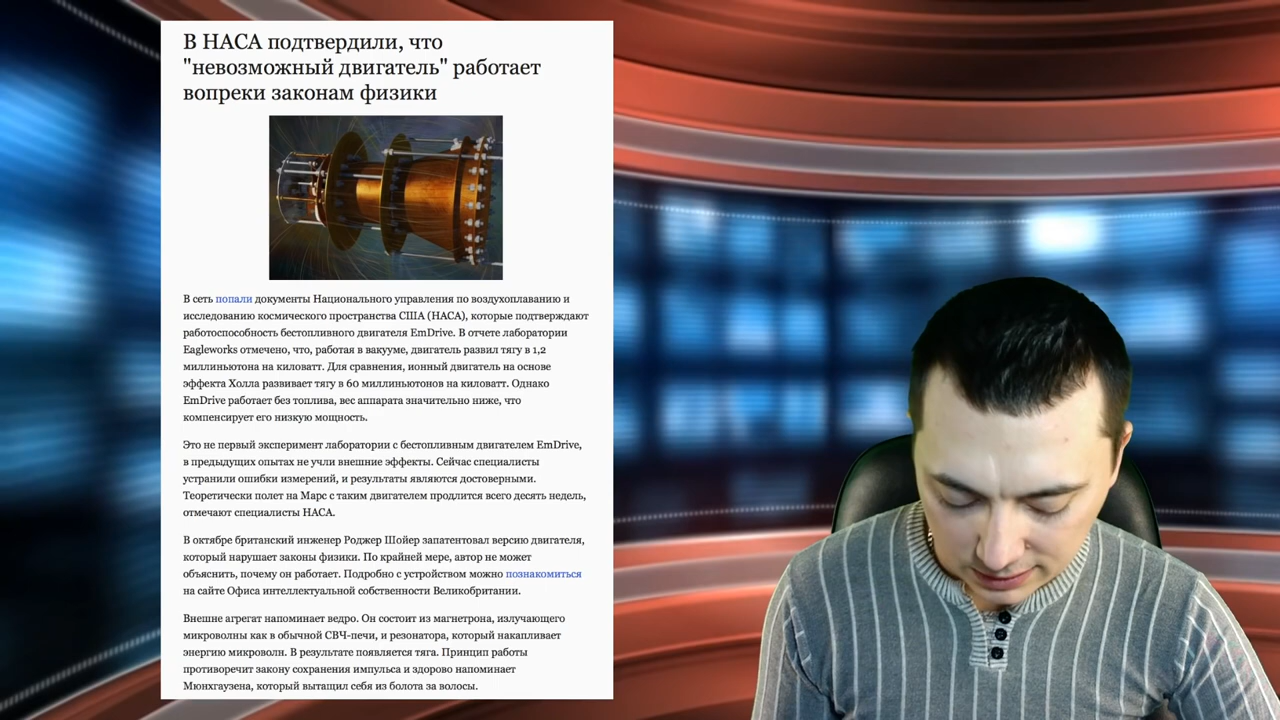 В НАСА подтвердили, что
"невозможный двигатель" работает
вопреки законам физики
В сеть попали документы Национального управления по воздухоплаванию и
исследованию космического пространства США (НАСА), которые подтверждают
работоспособность бестопливного двигателя EmDrive. В отчете лаборатории
Eagleworks отмечено, что, работая в вакууме, двигатель развил тягу в 1,2
миллиньютона на киловатт. Для сравнения, ионный двигатель на основе
эффекта Холла развивает тягу в 60 миллиньютонов на киловатт. Однако
EmDrive работает без топлива, вес аппарата значительно ниже, что
компенсирует его низкую мощность.
Это не первый эксперимент лаборатории с бестопливным двигателем EmDrive,
в предыдущих опытах не учли внешние эффекты. Сейчас специалисты
устранили ошибки измерений, и результаты являются достоверными.
Теоретически полет на Марс с таким двигателем продлится всего десять недель,
отмечают специалисты НАСА.
В октябре британский инженер Роджер Шойер запатентовал версию двигателя,
который нарушает законы физики. По крайней мере, автор не может
объяснить, почему он работает. Подробно с устройством можно познакомиться
на сайте Офиса интеллектуальной собственности Великобритании.
Внешне агрегат напоминает ведро. Он состоит из магнетрона, излучающего
микроволны как в обычной СВЧ-печи, и резонатора, который накапливает
энергию микроволн. В результате появляется тяга. Принцип работы
противоречит закону сохранения импульса и здорово напоминает
Мюнхгаузена, который вытащил себя из болота за волосы.